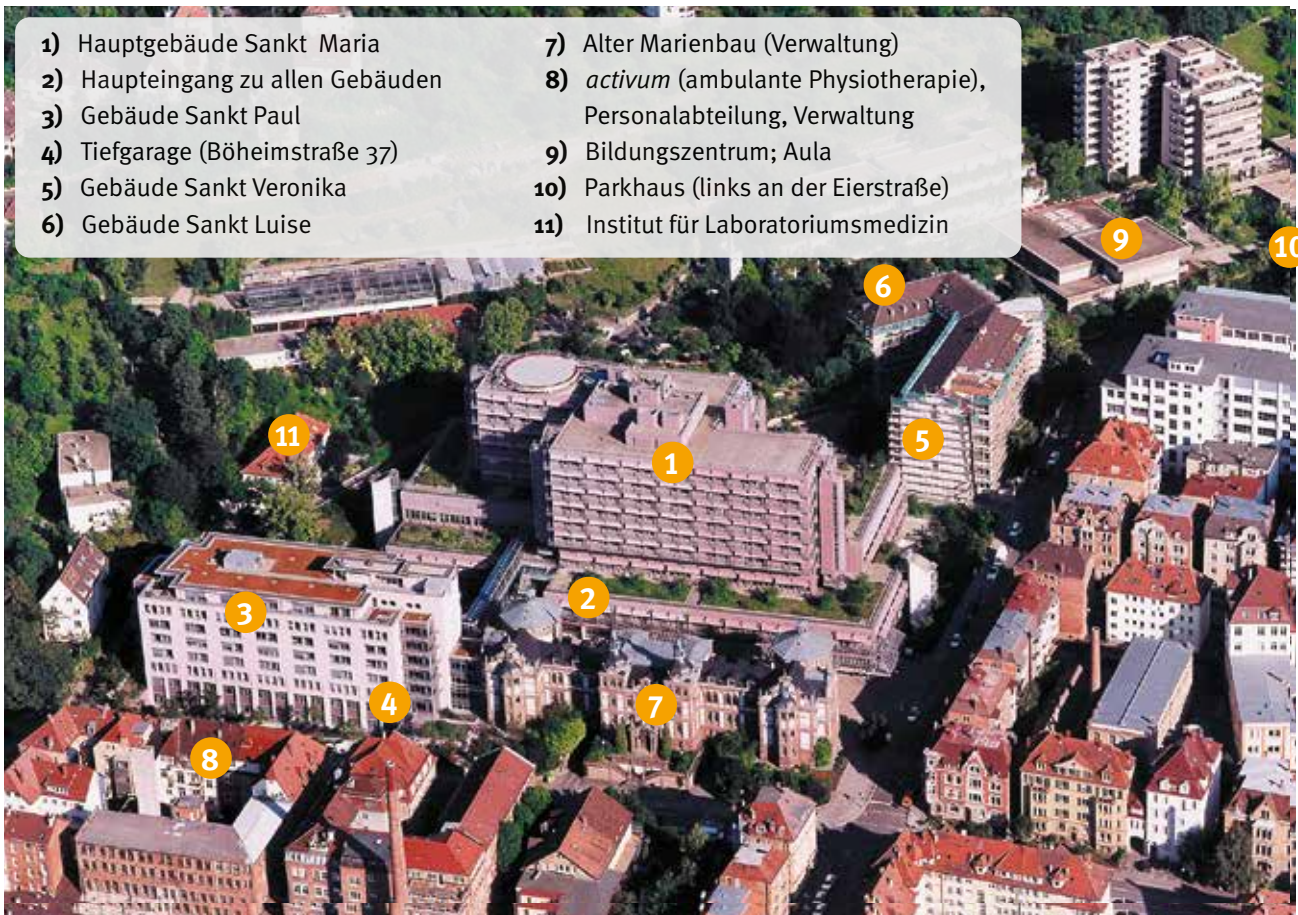 1) Hauptgebäude Sankt Maria
2) Haupteingang zu allen Gebäuden
3) Gebäude Sankt Paul
4) Tiefgarage (Böheimstraße 37)
5) Gebäude Sankt Veronika
6) Gebäude Sankt Luise
7) Alter Marienbau (Verwaltung)
8) activum (ambulante Physiotherapie),
Personalabteilung, Verwaltung
9) Bildungszentrum; Aula
10) Parkhaus (links an der Eierstraße)
11) Institut für Laboratoriumsmedizin
9
10
6
11
1
5
2
3
4
7
8